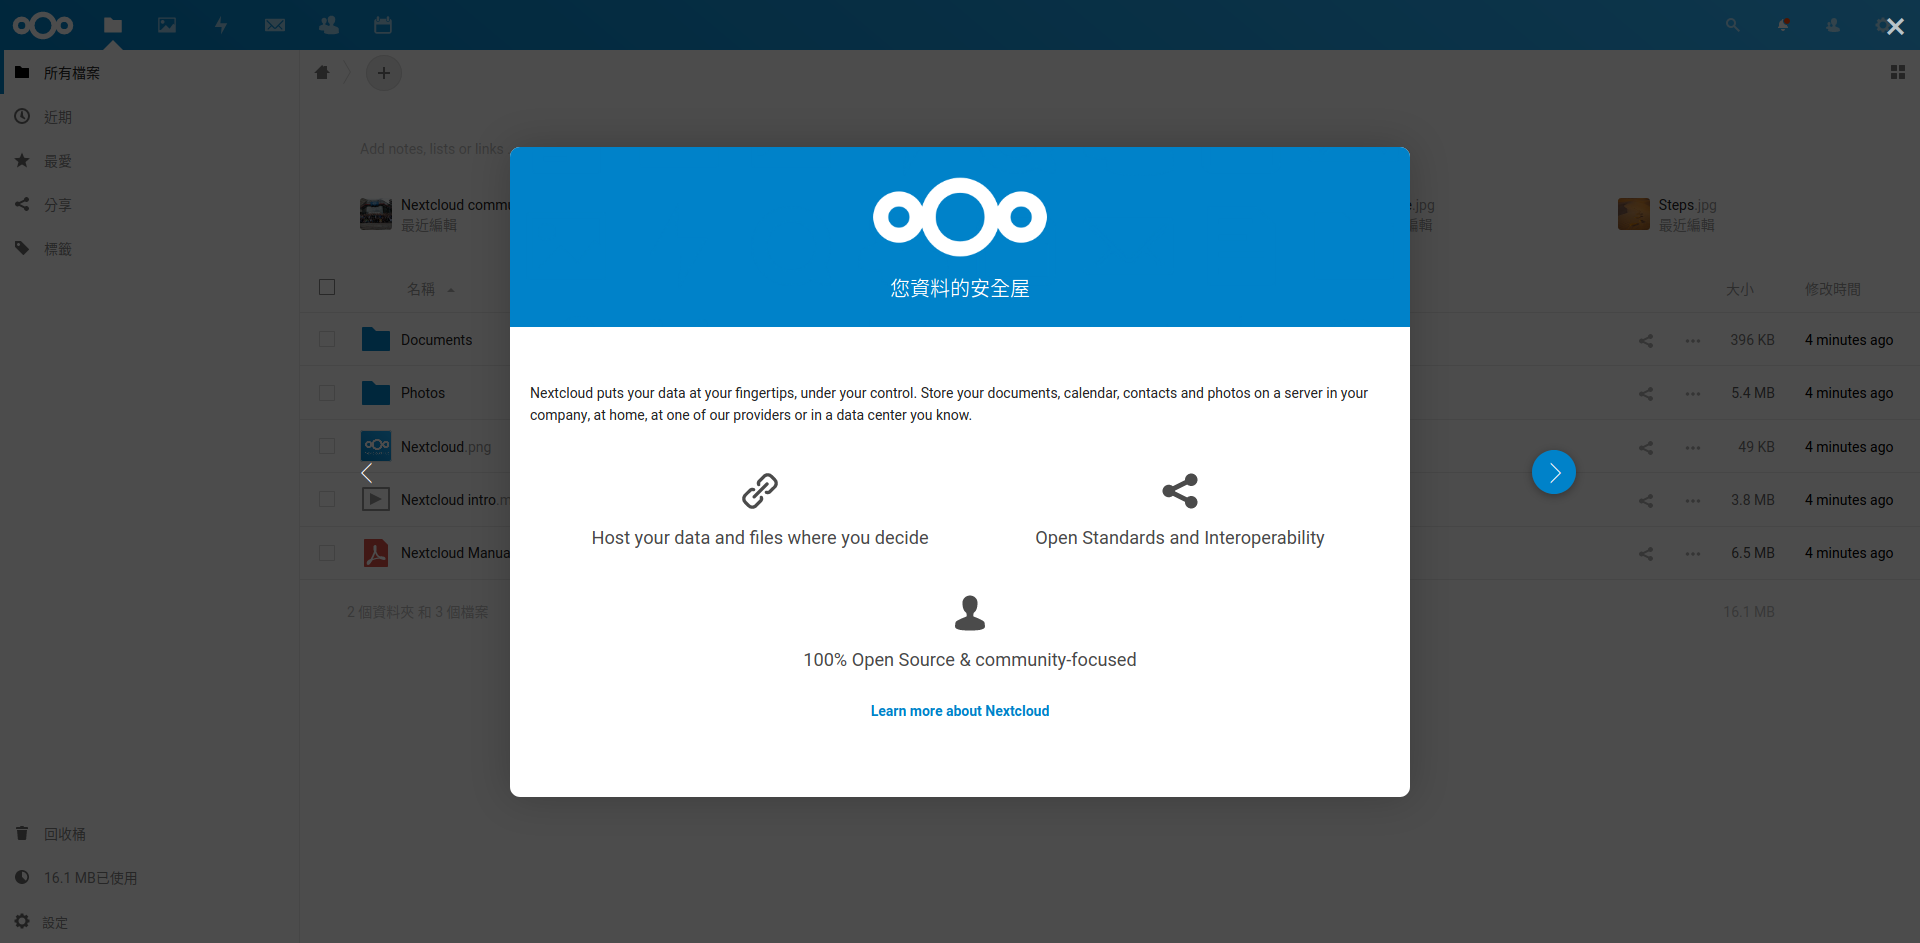 所有檔案
近期
最愛
分享
標籤
Add notes, lists or links
Nextcloud comm
最近編輯
.jpg
Steps.jpg
最近編輯
名稱
大小
修改時間
Documents
396 KB
4 minutes ago
Photos
5.4 MB
4 minutes ago
Nextcloud.png
49 KB
4 minutes ago
Nextcloud intro.m
3.8 MB
4 minutes ago
Nextcloud Manua
6.5 MB
4 minutes ago
2 個資料夾 和 3 個檔案
16.1 MB
您資料的安全屋
Nextcloud puts your data at your fingertips, under your control. Store your documents, calendar, contacts and photos on a server in your
company, at home, at one of our providers or in a data center you know.
Host your data and files where you decide
Open Standards and Interoperability
100% Open Source & community-focused
Learn more about Nextcloud
回收桶
16.1 MB已使用
設定